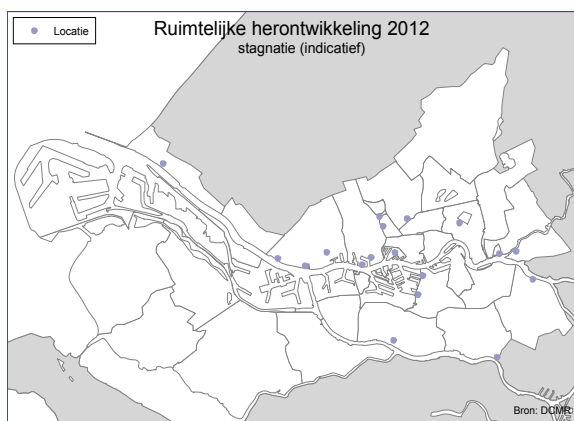 Locatie
Ruimtelijke herontwikkeling 2012
stagnatie (indicatief)
Bron: DCMR